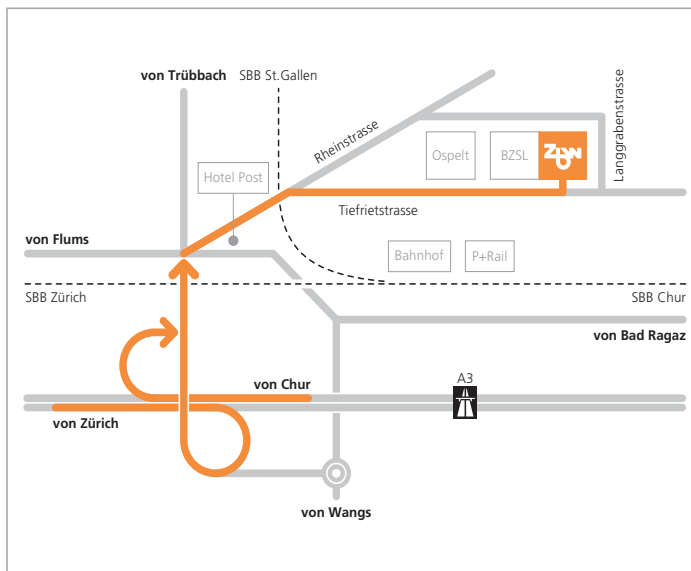 von Trübbach
SBB St.Gallen
Rheinstrasse
Langgrabenstrasse
Ospelt
BZSL
Hotel Post
Tiefrietstrasse
von Flums
Bahnhof
P+Rail
SBB Zürich
SBB Chur
von Bad Ragaz
von Chur
A3
von Zürich
von Wangs